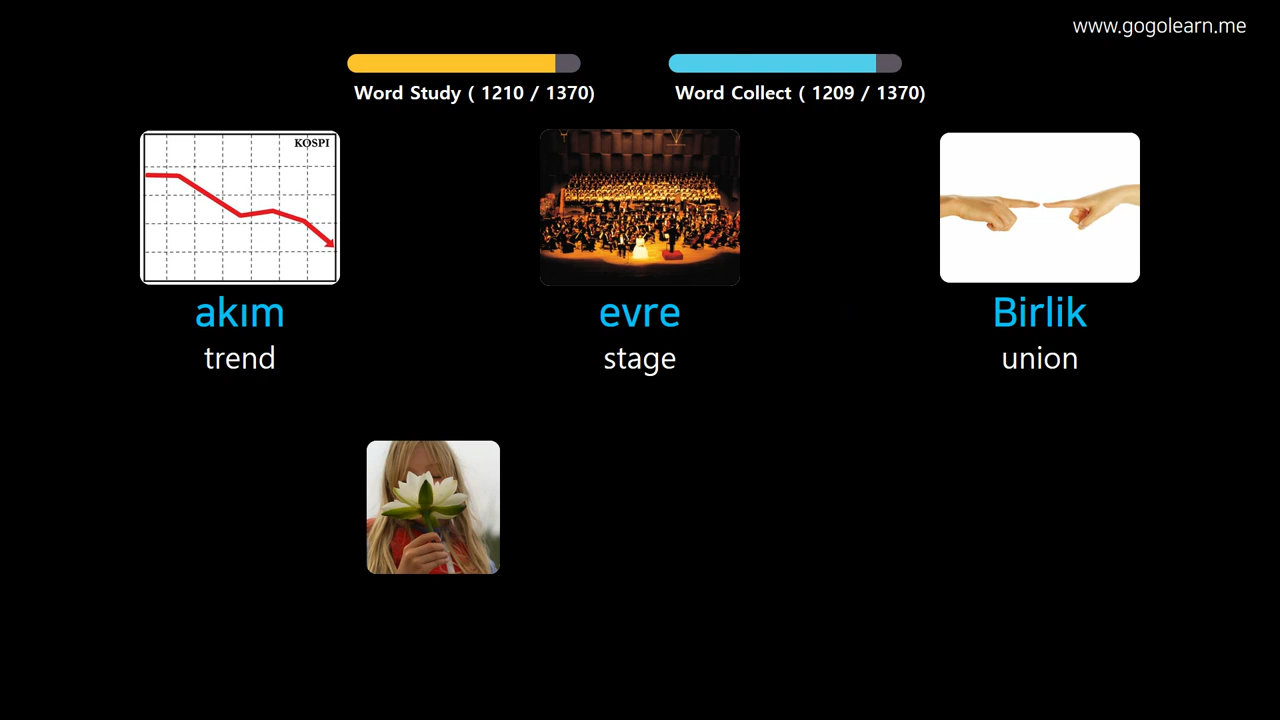 www.gogolearn.me
Word Study ( 1210 / 1370)
Word Collect ( 1209 / 1370)
KOSPI
akım
evre
Birlik
trend
stage
union